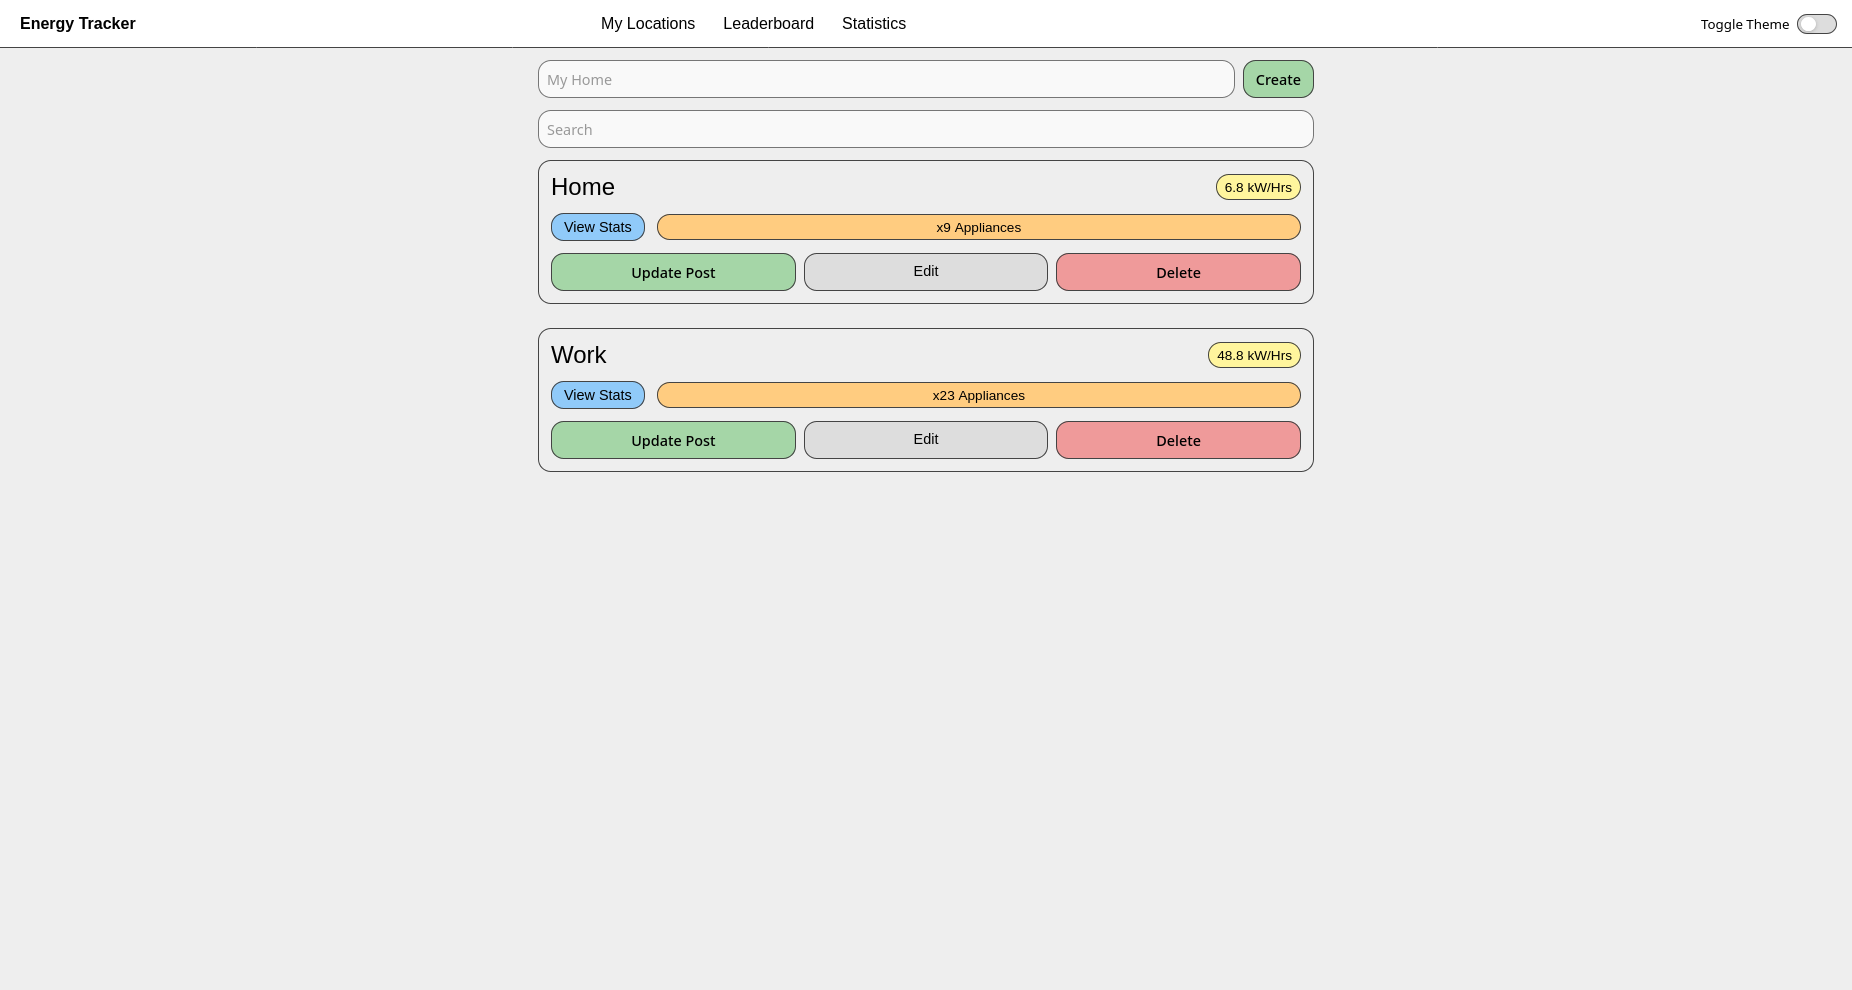 Energy Tracker My Locations Leaderboard Statistics Toggle Theme
My Home Create
Search
Home 6.8 kW/Hrs
View Stats x9 Appliances
Update Post Edit Delete
Work 48.8 kW/Hrs
View Stats x23 Appliances
Update Post Edit Delete